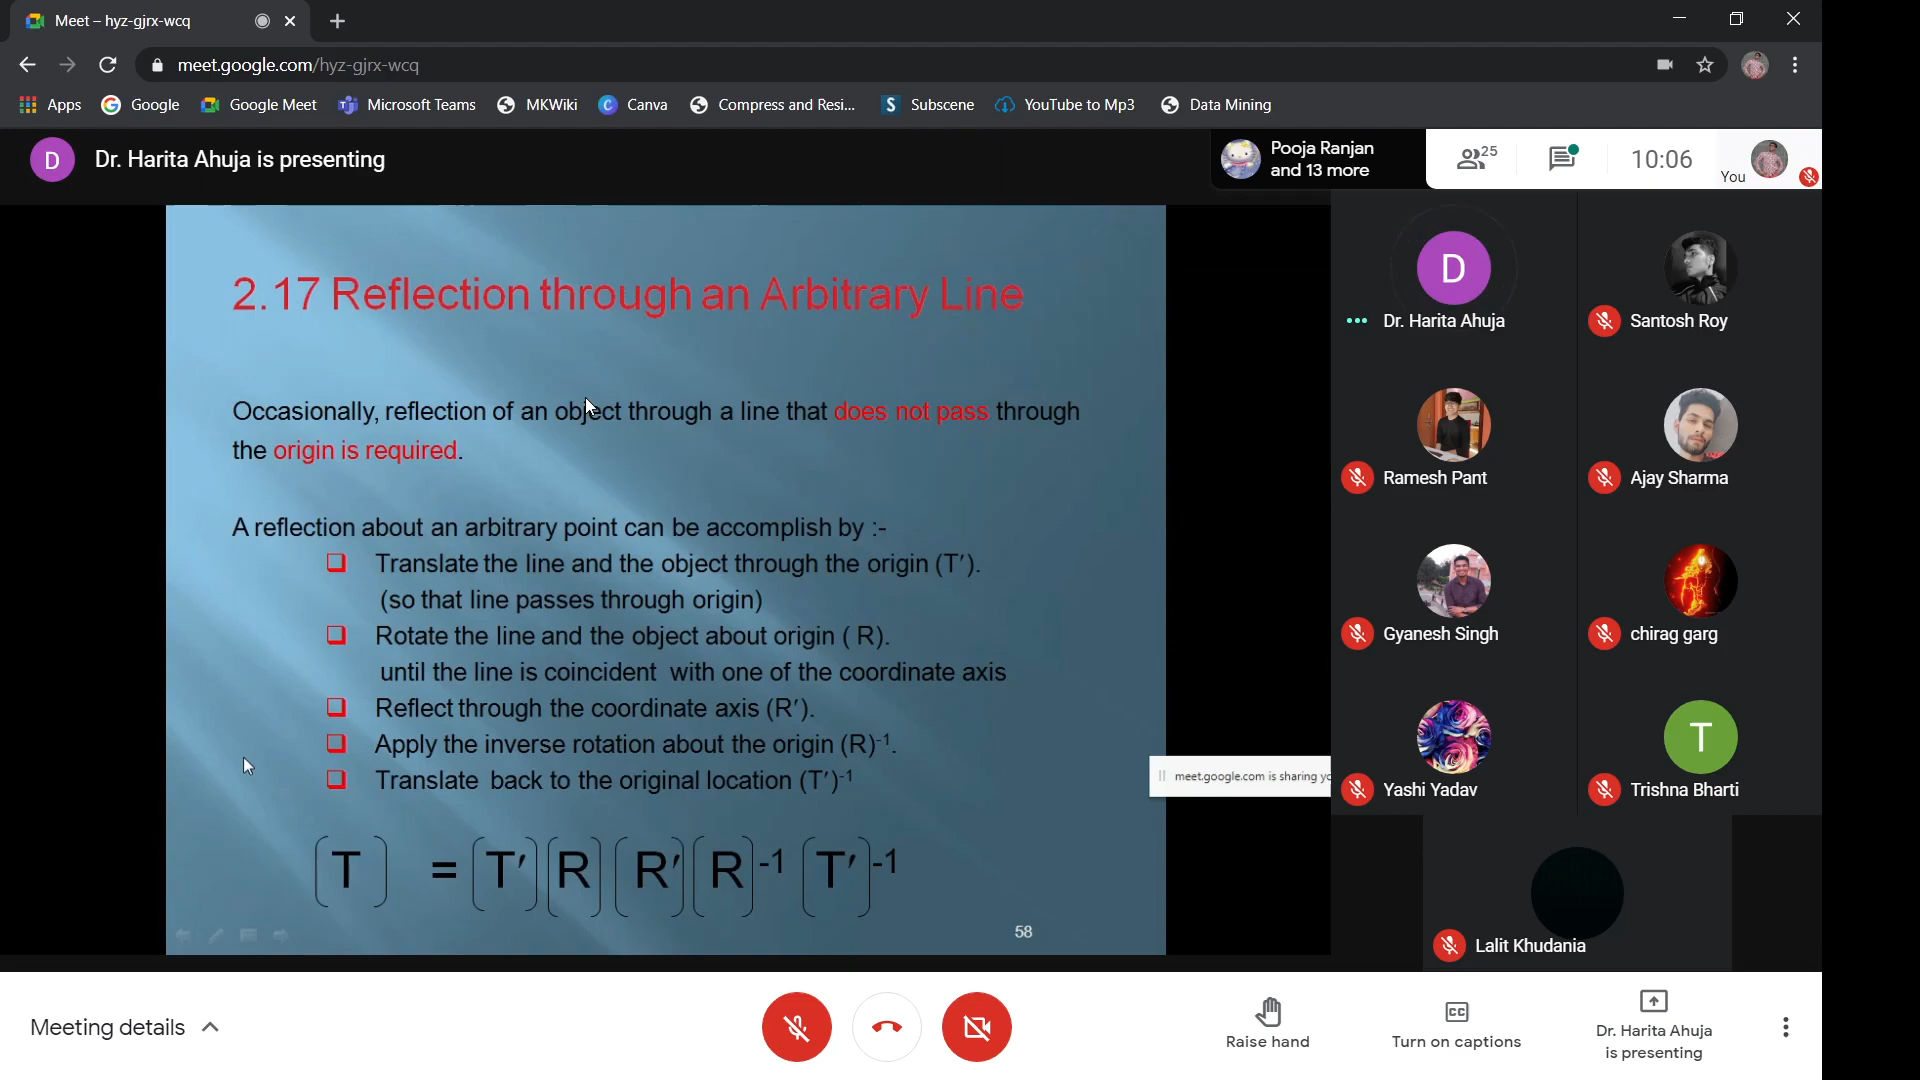 Meet – hyz-gjrx-wcq
meet.google.com/hyz-gjrx-wcq
Apps Google Google Meet Microsoft Teams MKWiki Canva Compress and Resi... Subscene YouTube to Mp3 Data Mining
D Dr. Harita Ahuja is presenting
Pooja Ranjan
and 13 more
25
10:06
You
2.17 Reflection through an Arbitrary Line
Occasionally, reflection of an object through a line that does not pass through
the origin is required.
A reflection about an arbitrary point can be accomplish by :-
Translate the line and the object through the origin (T′).
(so that line passes through origin)
Rotate the line and the object about origin ( R).
until the line is coincident with one of the coordinate axis
Reflect through the coordinate axis (R′).
Apply the inverse rotation about the origin (R)-1.
Translate back to the original location (T′)-1
[T] = [T′] [R] [R′] [R]-1 [T′]-1
58
meet.google.com is sharing yo
D
Dr. Harita Ahuja
Santosh Roy
Ramesh Pant
Ajay Sharma
Gyanesh Singh
chirag garg
T
Yashi Yadav
Trishna Bharti
Lalit Khudania
Meeting details
Raise hand
Turn on captions
Dr. Harita Ahuja
is presenting